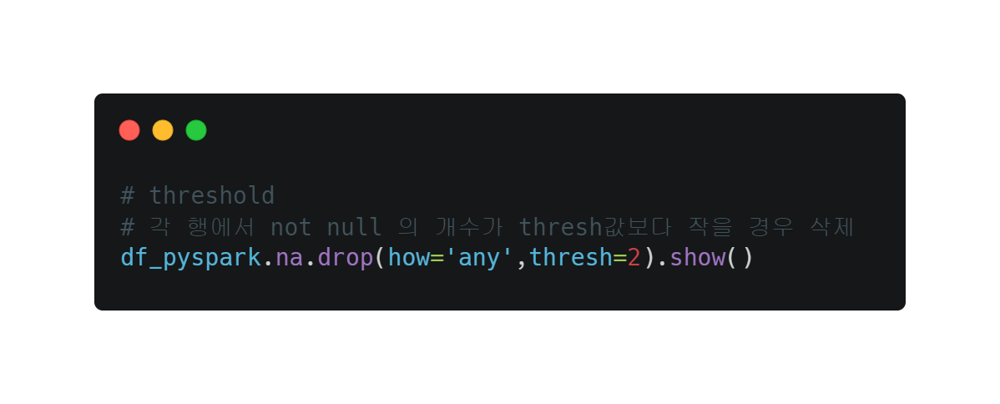 # threshold
# 각 행에서 not null 의 개수가 thresh값보다 작을 경우 삭제
df_pyspark.na.drop(how='any',thresh=2).show()